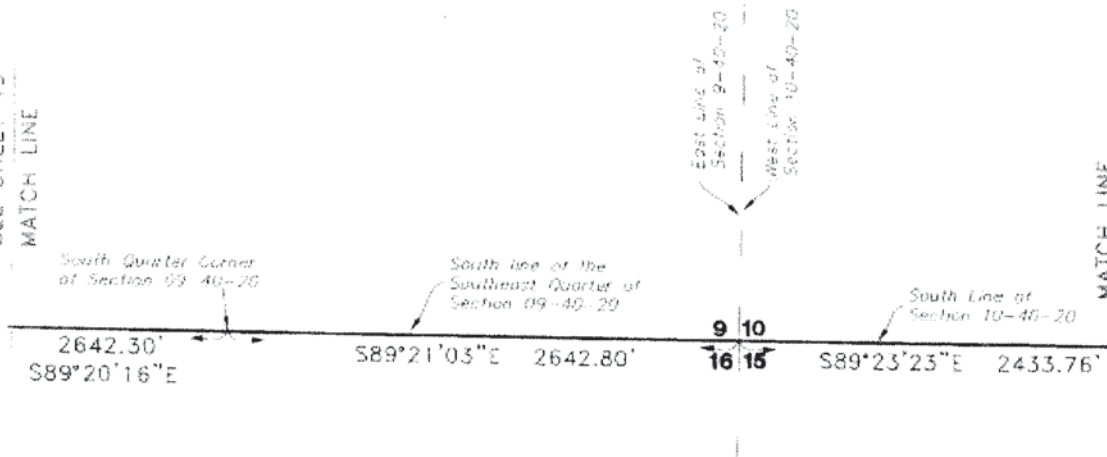 MATCH LINE
South Quarter Corner
of Section 09-40-20
2642.30'
S89°20'16"E
South line of the
Southeast Quarter of
Section 09-40-20
S89°21'03"E 2642.80'
East Line of
Section 9-40-20
West Line of
Section 10-40-20
9 10
16 15
South Line of
Section 10-40-20
S89°23'23"E 2433.76'
MATCH LINE